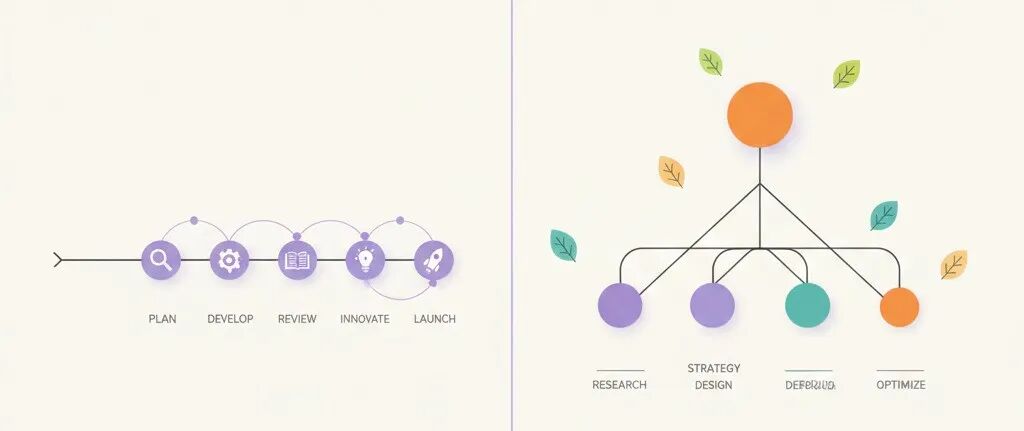 PLAN
DEVELOP
REVIEW
INNOVATE
LAUNCH
RESEARCH
STRATEGY
DESIGN
OPTIMIZE